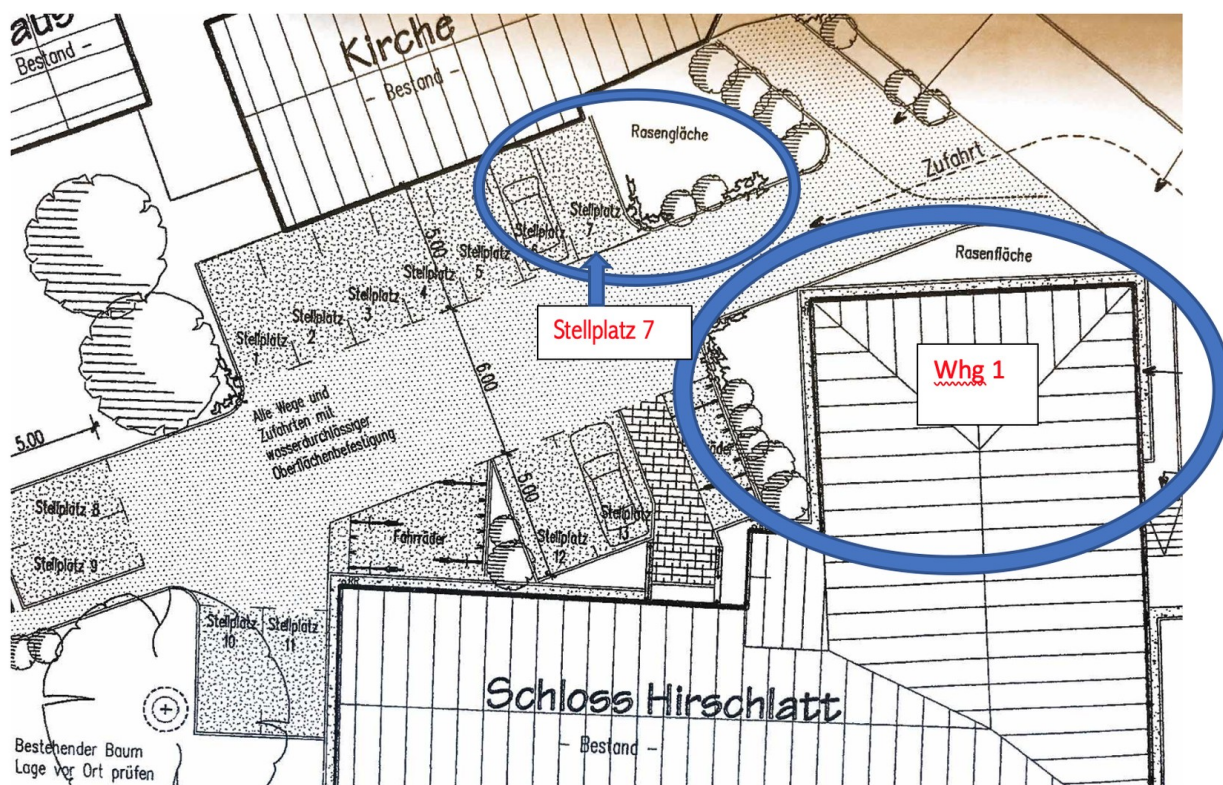 aus
- Bestand -
Kirche
- Bestand -
Rasengläche
Zufahrt
Stellplatz
7
Stellplatz
6
Stellplatz
5
Stellplatz
4
Stellplatz
3
Stellplatz
2
Stellplatz
1
5.00
Rasenfläche
Stellplatz 7
Whg 1
6.00
Alle Wege und
Zufahrten mit
wasserdurchlässiger
Oberflächenbefestigung
5.00
Stellplatz 8
Stellplatz 9
5.00
Stellplatz
12
Stellplatz
13
Fahrräder
Stellplatz
10
Stellplatz
11
Schloss Hirschlatt
- Bestand -
Bestehender Baum
Lage vor Ort prüfen